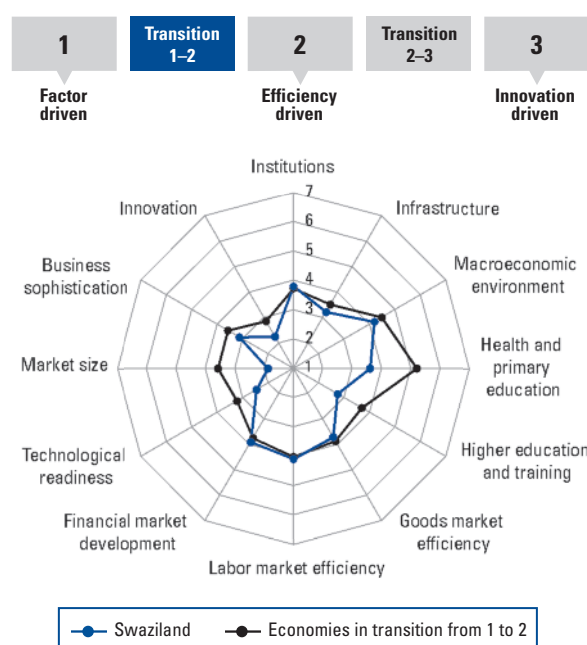 1
Transition
1–2
2
Transition
2–3
3
Factor
driven
Efficiency
driven
Innovation
driven
Institutions
7
6
5
4
3
2
1
Infrastructure
Macroeconomic
environment
Health and
primary
education
Higher education
and training
Goods market
efficiency
Labor market efficiency
Financial market
development
Technological
readiness
Market size
Business
sophistication
Innovation
Swaziland
Economies in transition from 1 to 2